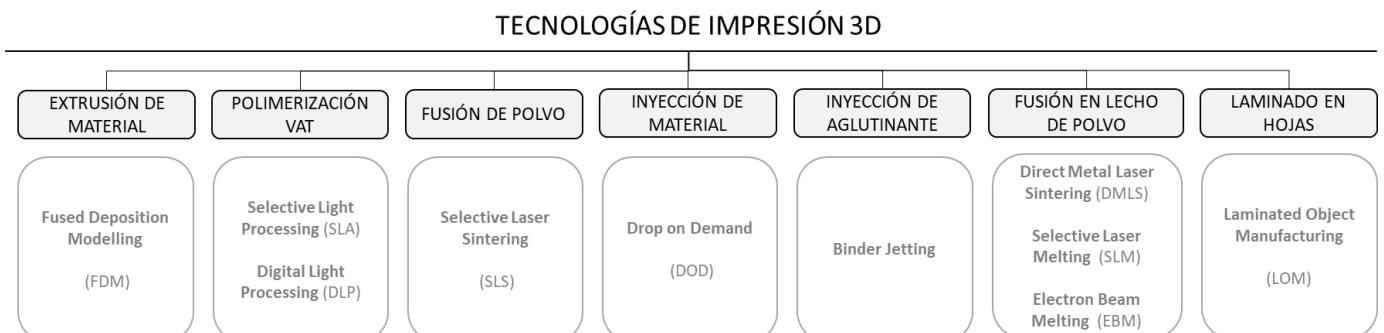 TECNOLOGÍAS DE IMPRESIÓN 3D
EXTRUSIÓN DE
MATERIAL
POLIMERIZACIÓN
VAT
FUSIÓN DE POLVO
INYECCIÓN DE
MATERIAL
INYECCIÓN DE
AGLUTINANTE
FUSIÓN EN LECHO
DE POLVO
LAMINADO EN
HOJAS
Fused Deposition
Modelling
(FDM)
Selective Light
Processing (SLA)
Digital Light
Processing (DLP)
Selective Laser
Sintering
(SLS)
Drop on Demand
(DOD)
Binder Jetting
Direct Metal Laser
Sintering (DMLS)
Selective Laser
Melting (SLM)
Electron Beam
Melting (EBM)
Laminated Object
Manufacturing
(LOM)